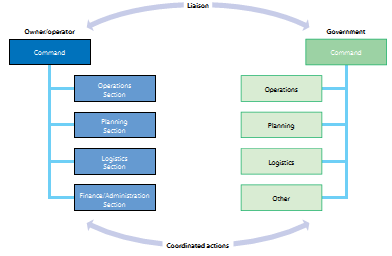 Liaison
Owner/operator
Government
Command
Command
Operations
Section
Operations
Planning
Section
Planning
Logistics
Section
Logistics
Finance/Administration
Section
Other
Coordinated actions